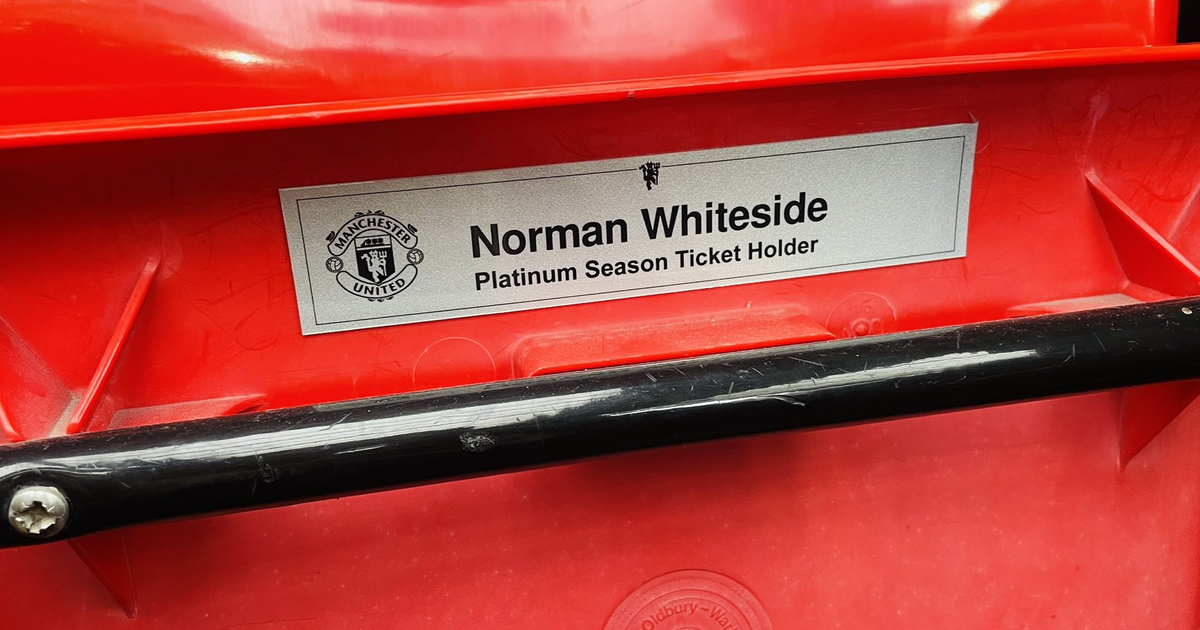 MANCHESTER
UNITED
Norman Whiteside
Platinum Season Ticket Holder
Oldbury